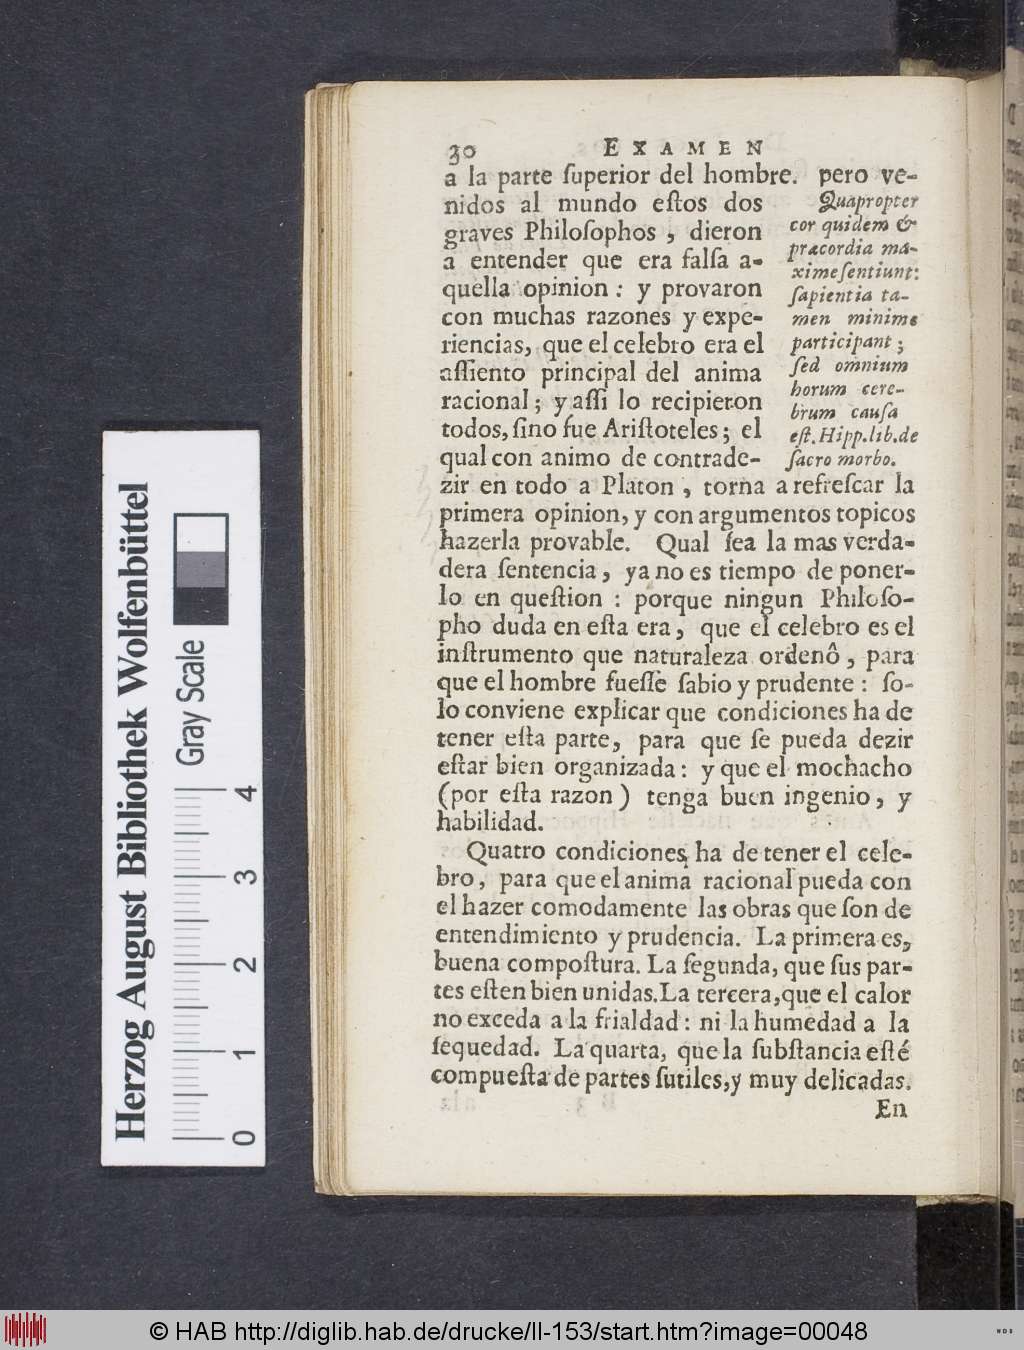 30 EXAMEN
a la parte ſuperior del hombre. pero ve-
nidos al mundo eſtos dos
graves Philoſophos, dieron
a entender que era falſa a-
quella opinion: y provaron
con muchas razones y expe-
riencias, que el celebro era el
aſſiento principal del anima
racional; y aſſi lo recipieron
todos, ſino fue Ariſtoteles; el
qual con animo de contrade-
Quapropter
cor quidem &
præcordia ma-
xime ſentiunt:
ſapientia ta-
men minime
participant;
ſed omnium
horum cere-
brum cauſa
eſt. Hipp. lib. de
ſacro morbo.
zir en todo a Platon, torna a refreſcar la
primera opinion, y con argumentos topicos
hazerla provable. Qual ſea la mas verda-
dera ſentencia, ya no es tiempo de poner-
lo en queſtion: porque ningun Philoſo-
pho duda en eſta era, que el celebro es el
inſtrumento que naturaleza ordenô, para
que el hombre fueſſe ſabio y prudente: ſo-
lo conviene explicar que condiciones ha de
tener eſta parte, para que ſe pueda dezir
eſtar bien organizada: y que el mochacho
(por eſta razon) tenga buen ingenio, y
habilidad.
Quatro condiciones ha de tener el cele-
bro, para que el anima racional pueda con
el hazer comodamente las obras que ſon de
entendimiento y prudencia. La primera es,
buena compoſtura. La ſegunda, que ſus par-
tes eſten bien unidas. La tercera, que el calor
no exceda a la frialdad: ni la humedad a la
ſequedad. La quarta, que la ſubſtancia eſté
compueſta de partes ſutiles, y muy delicadas.
En
Herzog August Bibliothek Wolfenbüttel
Gray Scale
0 1 2 3 4
© HAB http://diglib.hab.de/drucke/ll-153/start.htm?image=00048